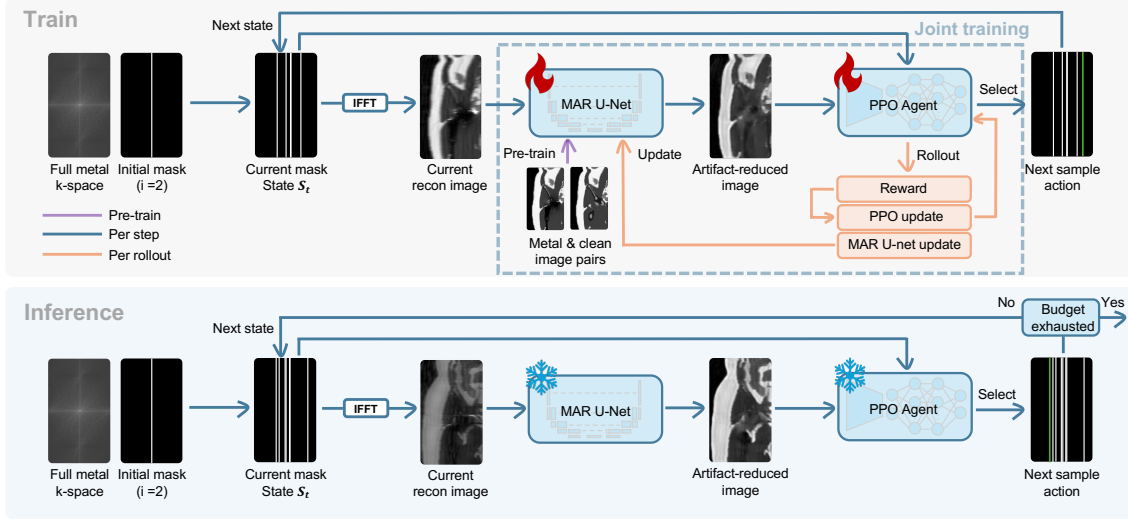 Train
Next state
Joint training
IFFT
MAR U-Net
PPO Agent
Select
Full metal
k-space
Initial mask
(i =2)
Current mask
State Sₜ
Current
recon image
Pre-train
Update
Artifact-reduced
image
Rollout
Next sample
action
Reward
PPO update
MAR U-net update
Metal & clean
image pairs
Pre-train
Per step
Per rollout
Inference
Next state
No
Budget
exhausted
Yes
IFFT
MAR U-Net
PPO Agent
Select
Full metal
k-space
Initial mask
(i =2)
Current mask
State Sₜ
Current
recon image
Artifact-reduced
image
Next sample
action